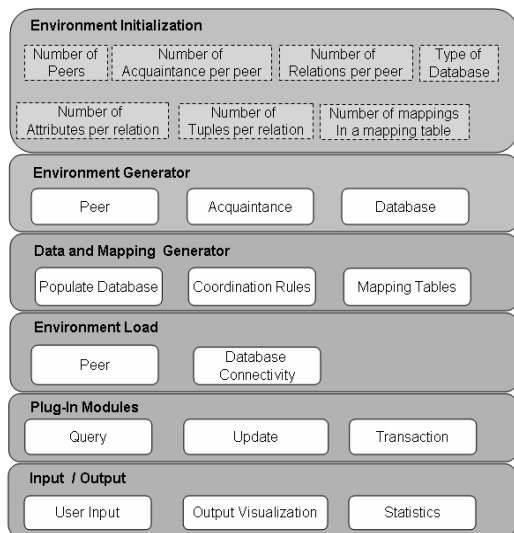 Environment Initialization
Number of
Peers
Number of
Acquaintance per peer
Number of
Relations per peer
Type of
Database
Number of
Attributes per relation
Number of
Tuples per relation
Number of mappings
In a mapping table
Environment Generator
Peer
Acquaintance
Database
Data and Mapping Generator
Populate Database
Coordination Rules
Mapping Tables
Environment Load
Peer
Database
Connectivity
Plug-In Modules
Query
Update
Transaction
Input / Output
User Input
Output Visualization
Statistics